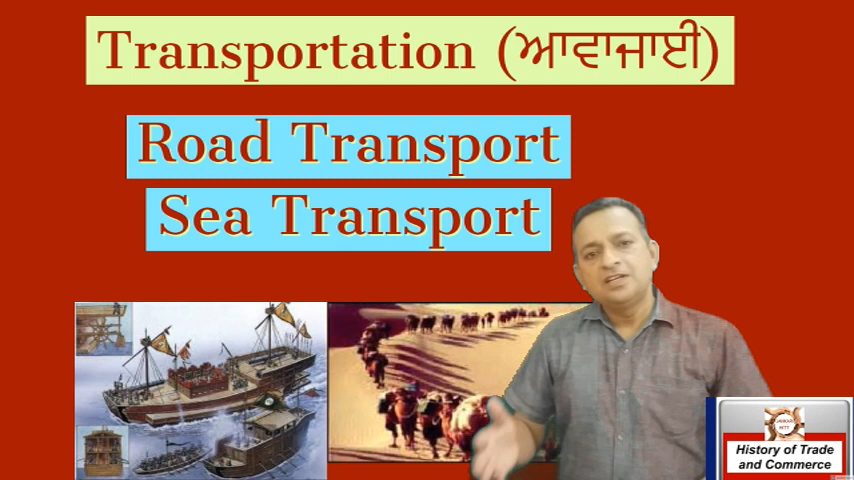 Transportation (ਆਵਾਜਾਈ)
Road Transport
Sea Transport
History of Trade
and Commerce